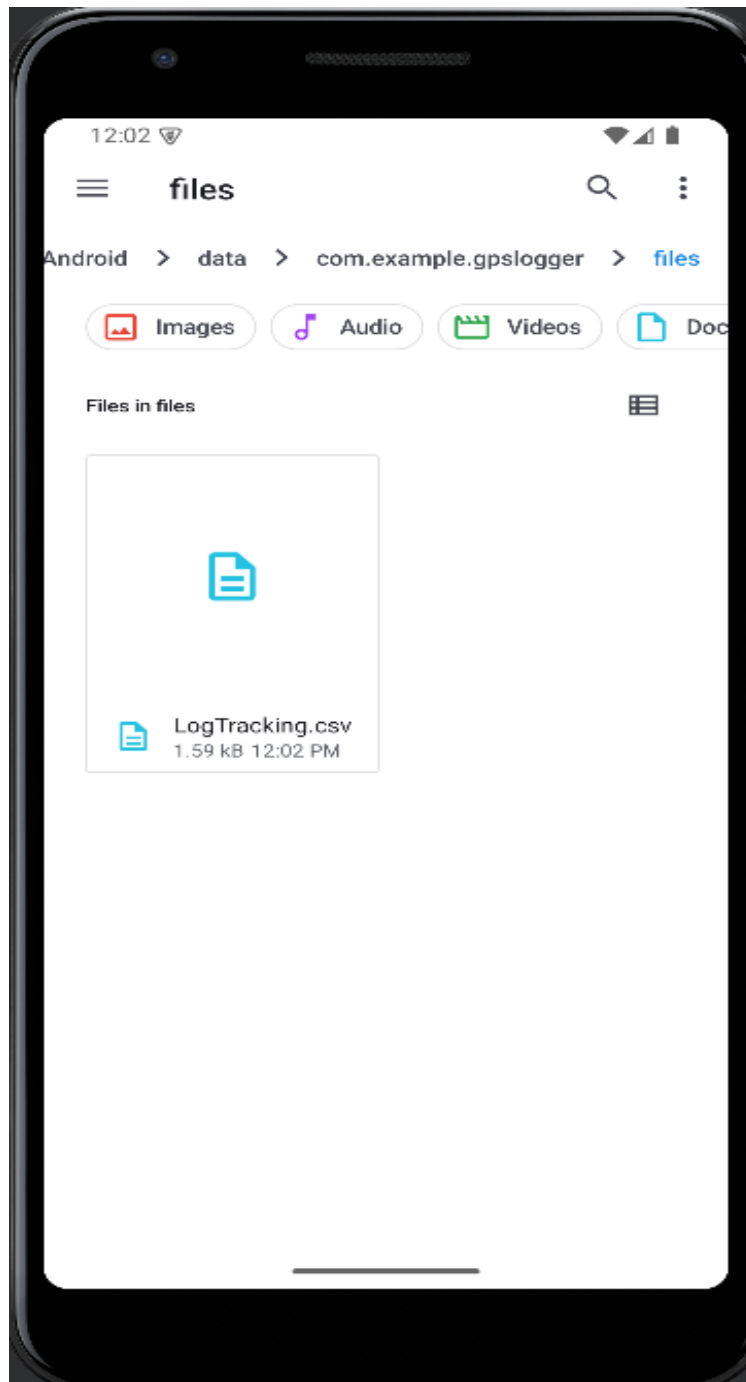 12:02
files
Android > data > com.example.gpslogger > files
Images Audio Videos Doc
Files in files
LogTracking.csv
1.59 kB 12:02 PM